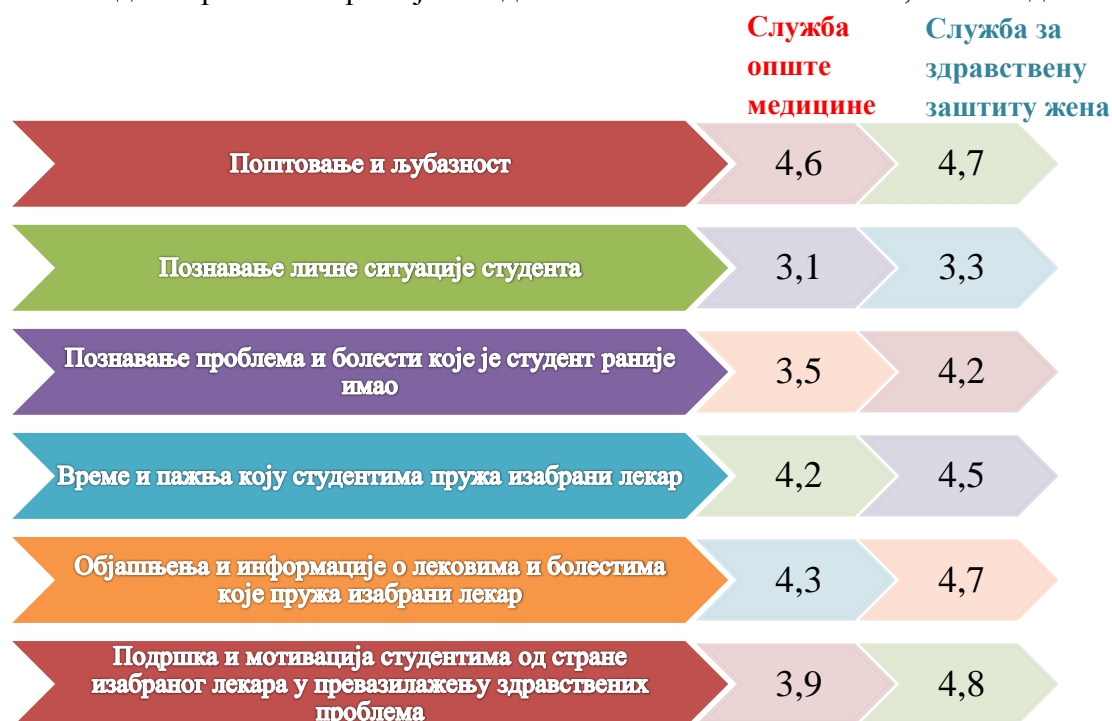 Служба
опште
медицине
Служба за
здравствену
заштиту жена
Поштовање и љубазност
4,6
4,7
Познавање личне ситуације студента
3,1
3,3
Познавање проблема и болести које је студент раније
имао
3,5
4,2
Време и пажња коју студентима пружа изабрани лекар
4,2
4,5
Објашњења и информације о лековима и болестима
које пружа изабрани лекар
4,3
4,7
Подршка и мотивација студентима од стране
изабраног лекара у превазилажењу здравствених
проблема
3,9
4,8